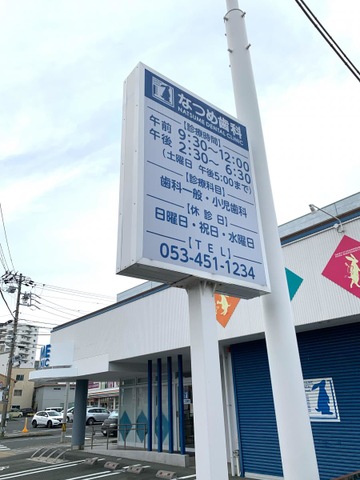 なつめ歯科
NATSUME DENTAL CLINIC
【診療時間】
午前 9:30〜12:00
午後 2:30〜 6:30
(土曜日 午後5:00まで)
【診療科目】
歯科一般・小児歯科
【休診日】
日曜日・祝日・水曜日
【TEL】
053-451-1234